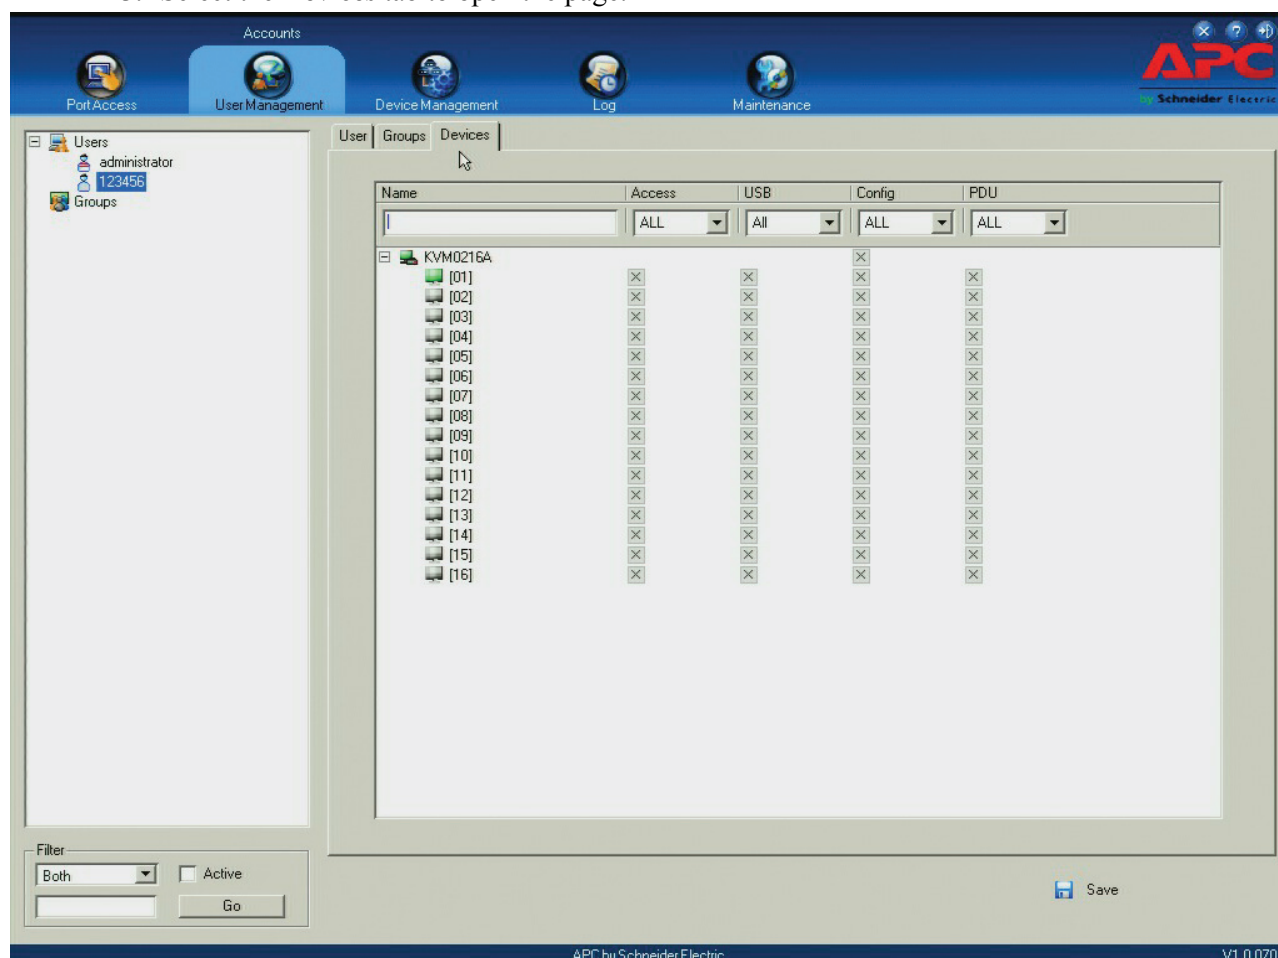 Accounts
PortAccess User Management Device Management Log Maintenance
APC
by Schneider Electric
Users
administrator
123456
Groups
User Groups Devices
Name Access USB Config PDU
ALL All ALL ALL
KVM0216A
[01]
[02]
[03]
[04]
[05]
[06]
[07]
[08]
[09]
[10]
[11]
[12]
[13]
[14]
[15]
[16]
Filter
Both Active
Go
Save
APC by Schneider Electric V1.0.070